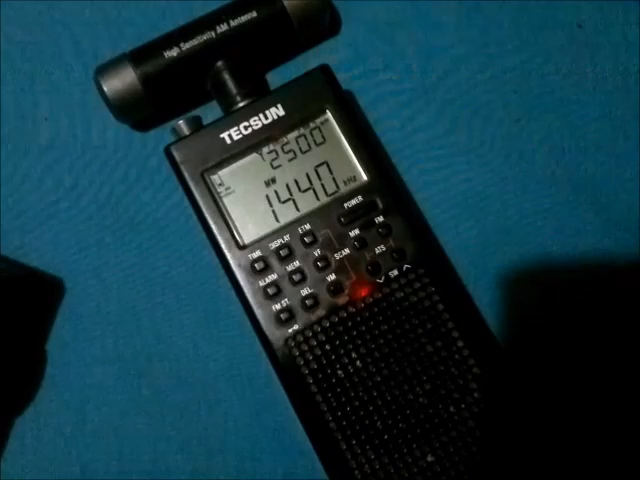 High Sensitivity AM Antenna
TECSUN
2500
MW
1440 kHz
POWER
TIME DISPLAY ETM
MW FM
ALARM MEM VF SCAN ATS
FM ST. DEL VM SW